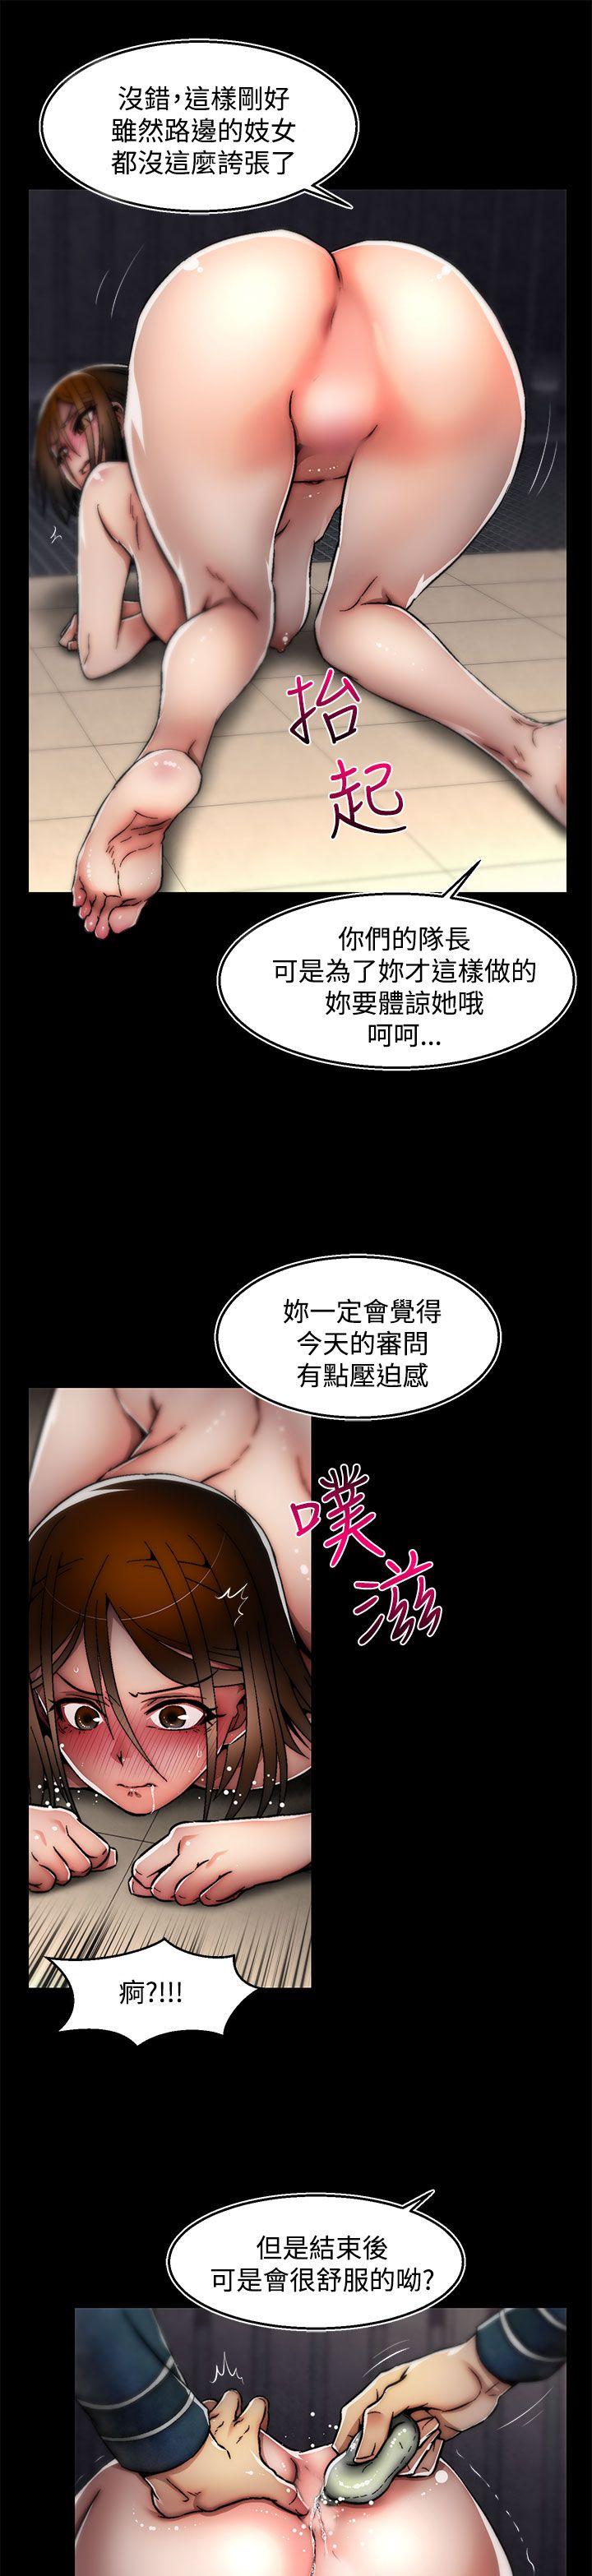 沒錯，這樣剛好
雖然路邊的妓女
都沒這麼誇張了
抬
起
你們的隊長
可是為了妳才這樣做的
妳要體諒她哦
呵呵...
妳一定會覺得
今天的審問
有點壓迫感
噗
滋
痾?!!!
但是結束後
可是會很舒服的呦?